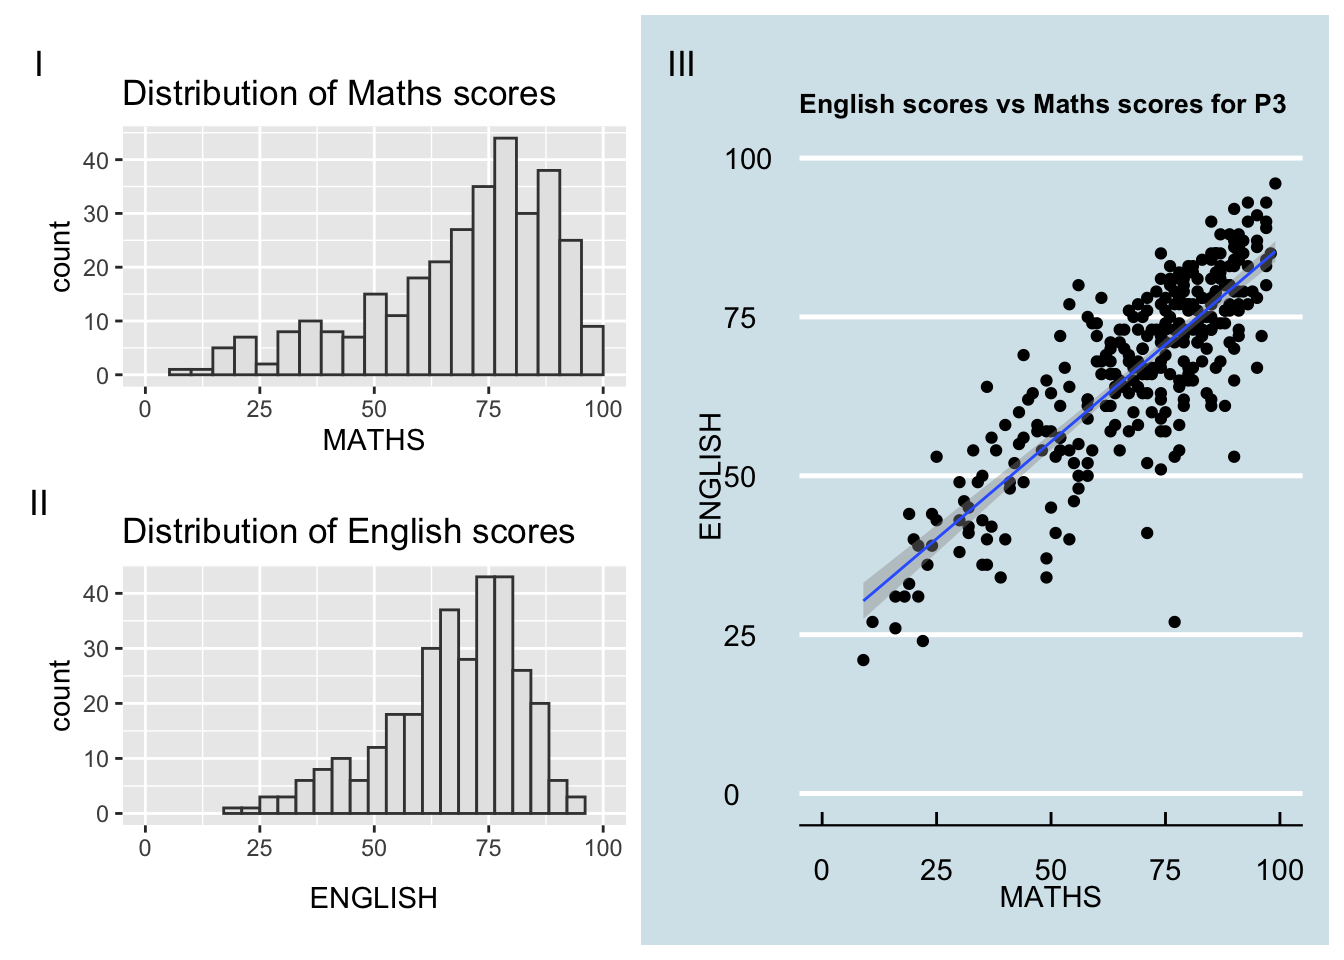 I
Distribution of Maths scores
40
30
20
10
0
count
0 25 50 75 100
MATHS
II
Distribution of English scores
40
30
20
10
0
count
0 25 50 75 100
ENGLISH
III
English scores vs Maths scores for P3
100
75
50
25
0
ENGLISH
0 25 50 75 100
MATHS